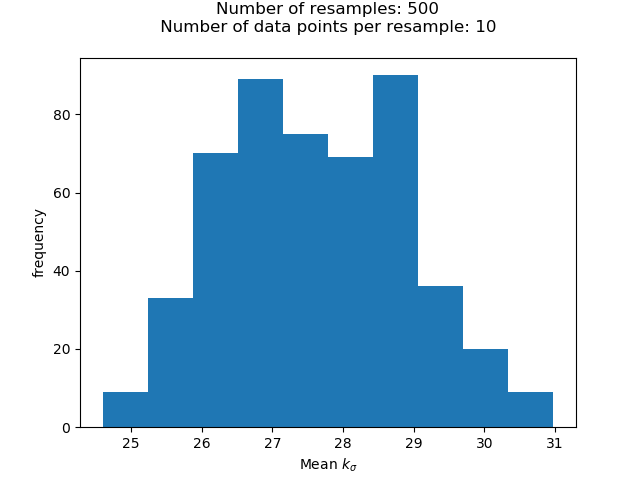 Number of resamples: 500
Number of data points per resample: 10
80
60
40
20
0
frequency
25 26 27 28 29 30 31
Mean k_σ